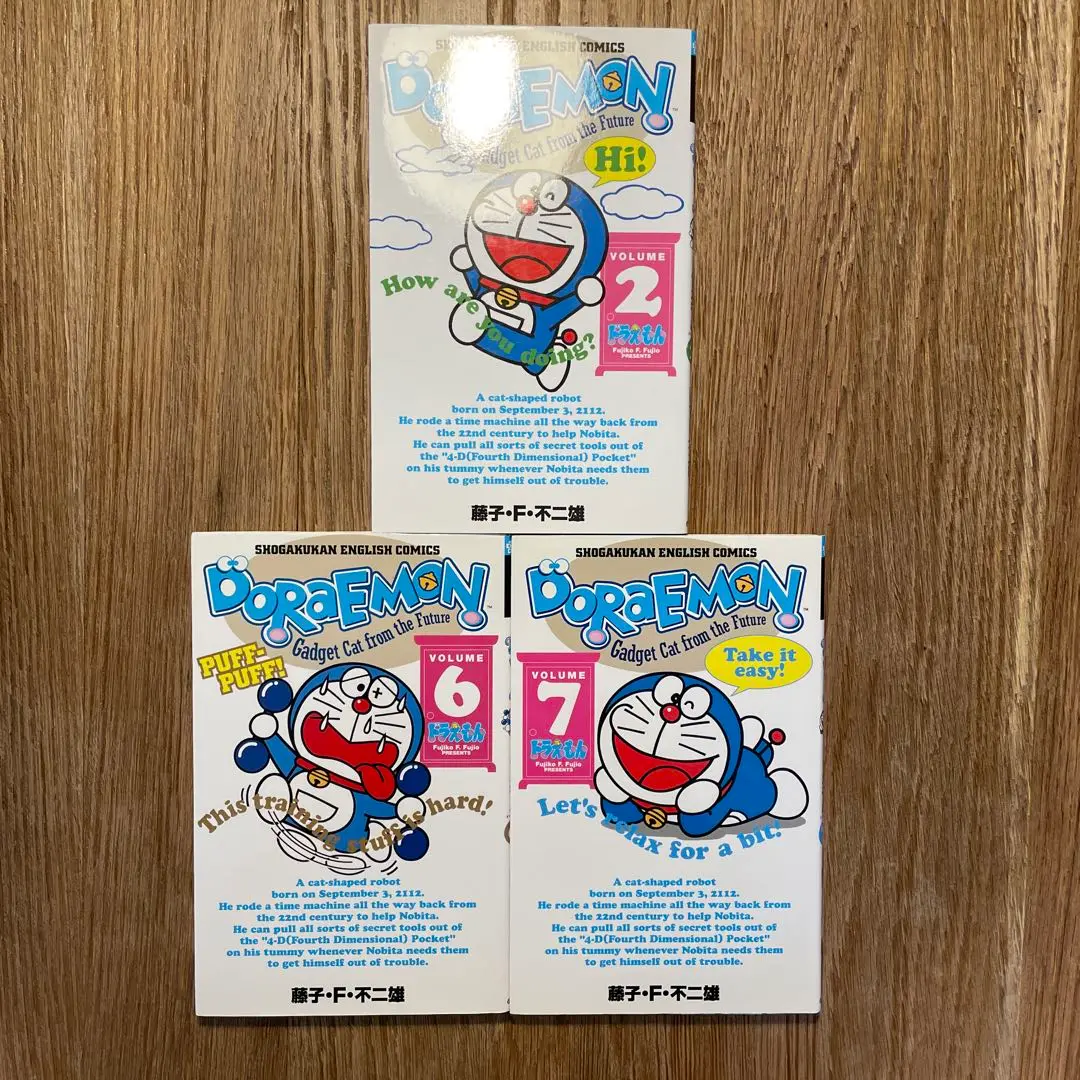 ENGLISH COMICS
DORAEMON
TM
Gadget Cat from the Future
Hi!
How are you doing?
VOLUME
2
ドラえもん
Fujiko F. Fujio
PRESENTS
A cat-shaped robot
born on September 3, 2112.
He rode a time machine all the way back from
the 22nd century to help Nobita.
He can pull all sorts of secret tools out of
the "4-D(Fourth Dimensional) Pocket"
on his tummy whenever Nobita needs them
to get himself out of trouble.
藤子・F・不二雄
SHOGAKUKAN ENGLISH COMICS
DORAEMON
TM
Gadget Cat from the Future
PUFF-
PUFF!
VOLUME
6
ドラえもん
Fujiko F. Fujio
PRESENTS
This training stuff is hard!
A cat-shaped robot
born on September 3, 2112.
He rode a time machine all the way back from
the 22nd century to help Nobita.
He can pull all sorts of secret tools out of
the "4-D(Fourth Dimensional) Pocket"
on his tummy whenever Nobita needs them
to get himself out of trouble.
藤子・F・不二雄
SHOGAKUKAN ENGLISH COMICS
DORAEMON
TM
Gadget Cat from the Future
Take it
easy!
VOLUME
7
ドラえもん
Fujiko F. Fujio
PRESENTS
Let's relax for a bit!
A cat-shaped robot
born on September 3, 2112.
He rode a time machine all the way back from
the 22nd century to help Nobita.
He can pull all sorts of secret tools out of
the "4-D(Fourth Dimensional) Pocket"
on his tummy whenever Nobita needs them
to get himself out of trouble.
藤子・F・不二雄